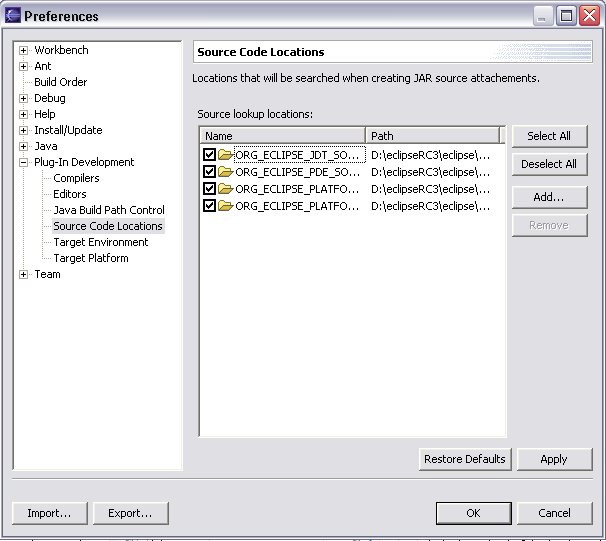 Preferences
Workbench
Ant
Build Order
Debug
Help
Install/Update
Java
Plug-In Development
Compilers
Editors
Java Build Path Control
Source Code Locations
Target Environment
Target Platform
Team
Source Code Locations
Locations that will be searched when creating JAR source attachements.
Source lookup locations:
Name Path
ORG_ECLIPSE_JDT_SO... D:\eclipseRC3\eclipse\...
ORG_ECLIPSE_PDE_SO... D:\eclipseRC3\eclipse\...
ORG_ECLIPSE_PLATFO... D:\eclipseRC3\eclipse\...
ORG_ECLIPSE_PLATFO... D:\eclipseRC3\eclipse\...
Select All
Deselect All
Add...
Remove
Restore Defaults Apply
Import... Export... OK Cancel